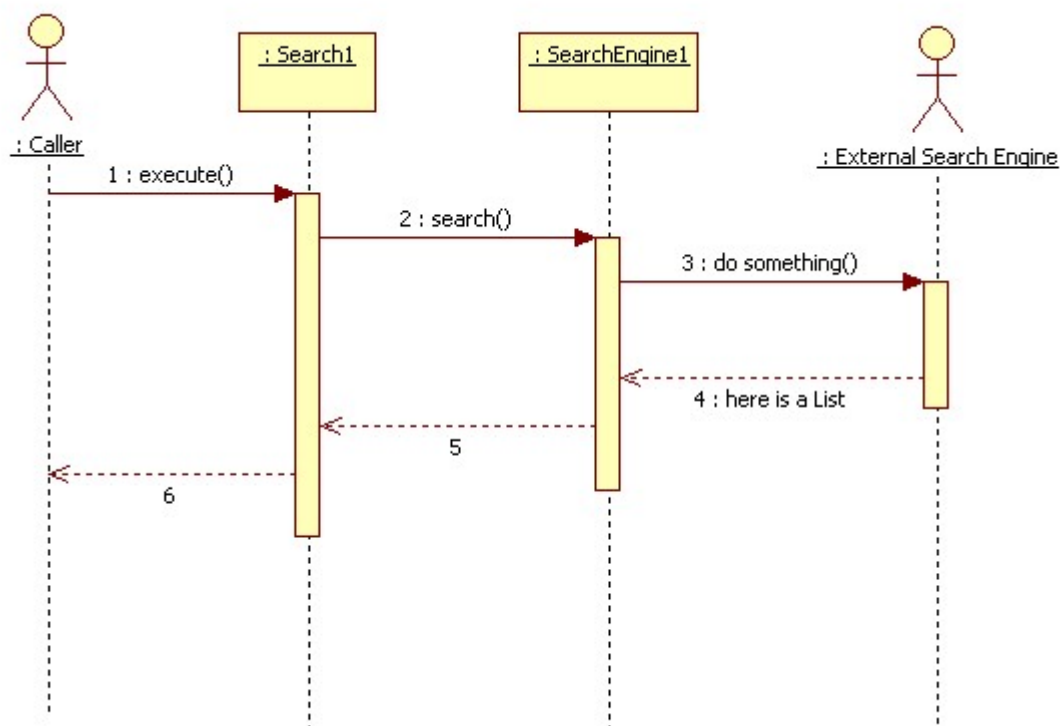 : Search1
: SearchEngine1
: Caller
: External Search Engine
1 : execute()
2 : search()
3 : do something()
4 : here is a List
5
6